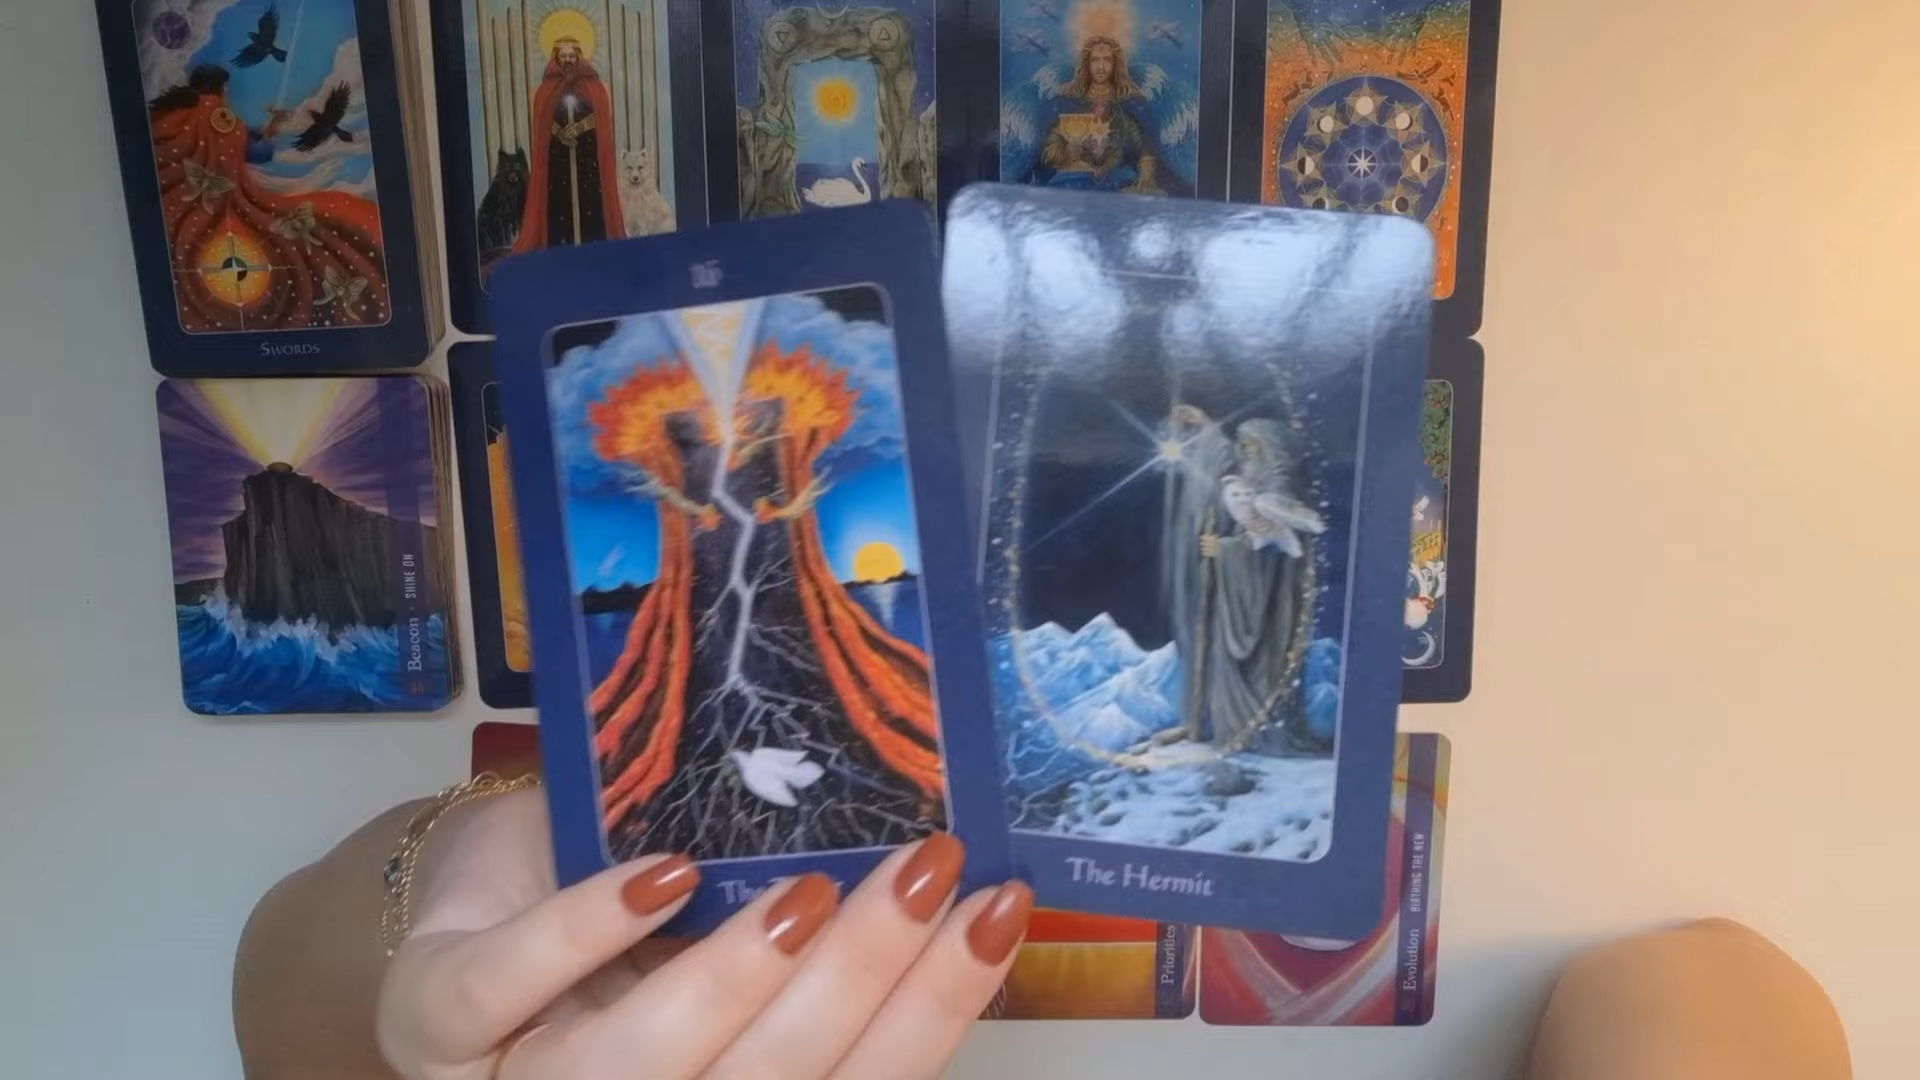 Swords
Beacon • SHINE ON
The Hermit
Priorities
Evolution BIRTHING THE NEW